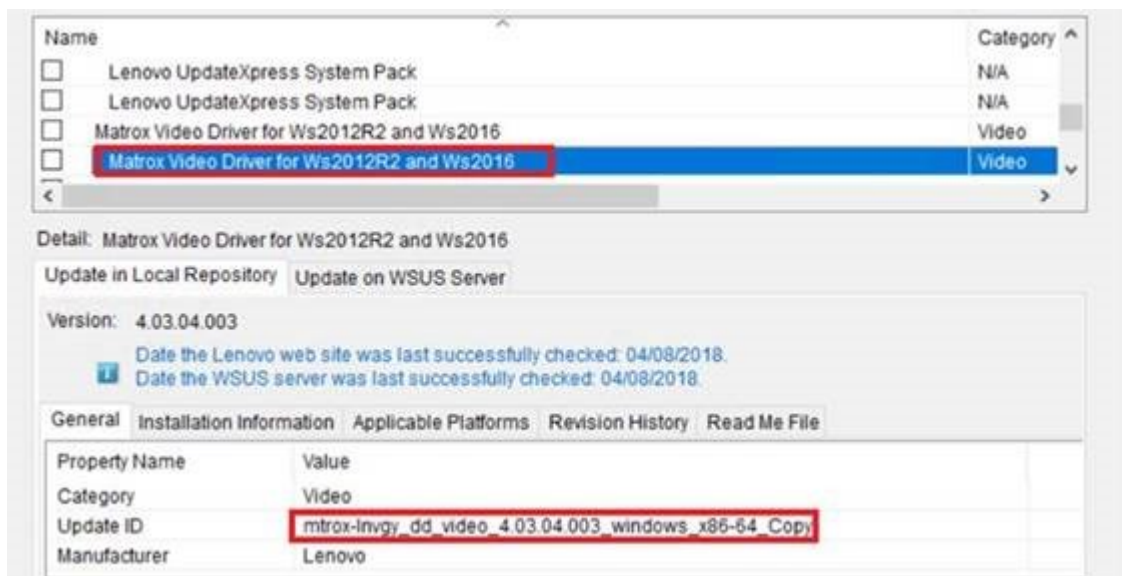 Name Category
Lenovo UpdateXpress System Pack N/A
Lenovo UpdateXpress System Pack N/A
Matrox Video Driver for Ws2012R2 and Ws2016 Video
Matrox Video Driver for Ws2012R2 and Ws2016 Video
Detail: Matrox Video Driver for Ws2012R2 and Ws2016
Update in Local Repository Update on WSUS Server
Version: 4.03.04.003
Date the Lenovo web site was last successfully checked: 04/08/2018.
Date the WSUS server was last successfully checked: 04/08/2018.
General Installation Information Applicable Platforms Revision History Read Me File
Property Name Value
Category Video
Update ID mtrox-lnvgy_dd_video_4.03.04.003_windows_x86-64_Copy
Manufacturer Lenovo